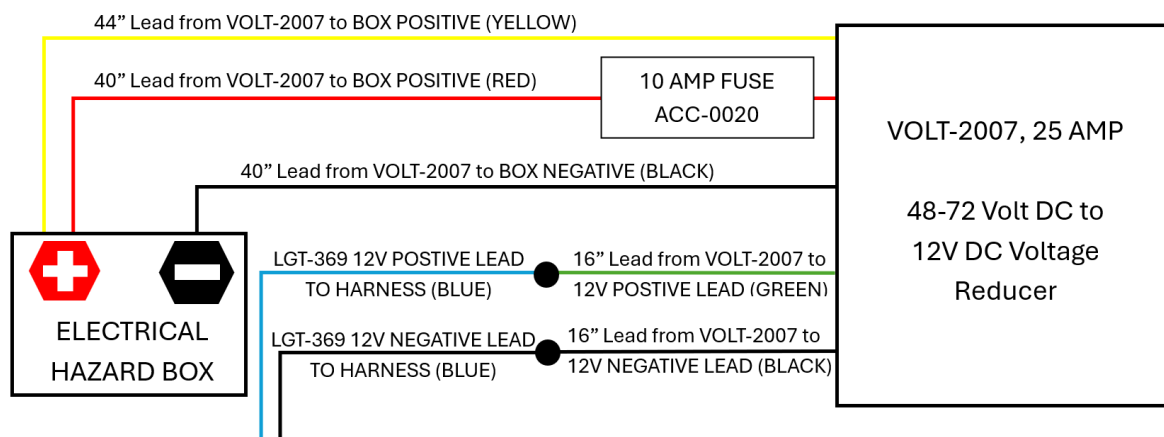 44” Lead from VOLT-2007 to BOX POSITIVE (YELLOW)
40” Lead from VOLT-2007 to BOX POSITIVE (RED)
10 AMP FUSE
ACC-0020
VOLT-2007, 25 AMP
40” Lead from VOLT-2007 to BOX NEGATIVE (BLACK)
48-72 Volt DC to
12V DC Voltage
Reducer
LGT-369 12V POSTIVE LEAD
TO HARNESS (BLUE)
16” Lead from VOLT-2007 to
12V POSTIVE LEAD (GREEN)
ELECTRICAL
HAZARD BOX
LGT-369 12V NEGATIVE LEAD
TO HARNESS (BLUE)
16” Lead from VOLT-2007 to
12V NEGATIVE LEAD (BLACK)